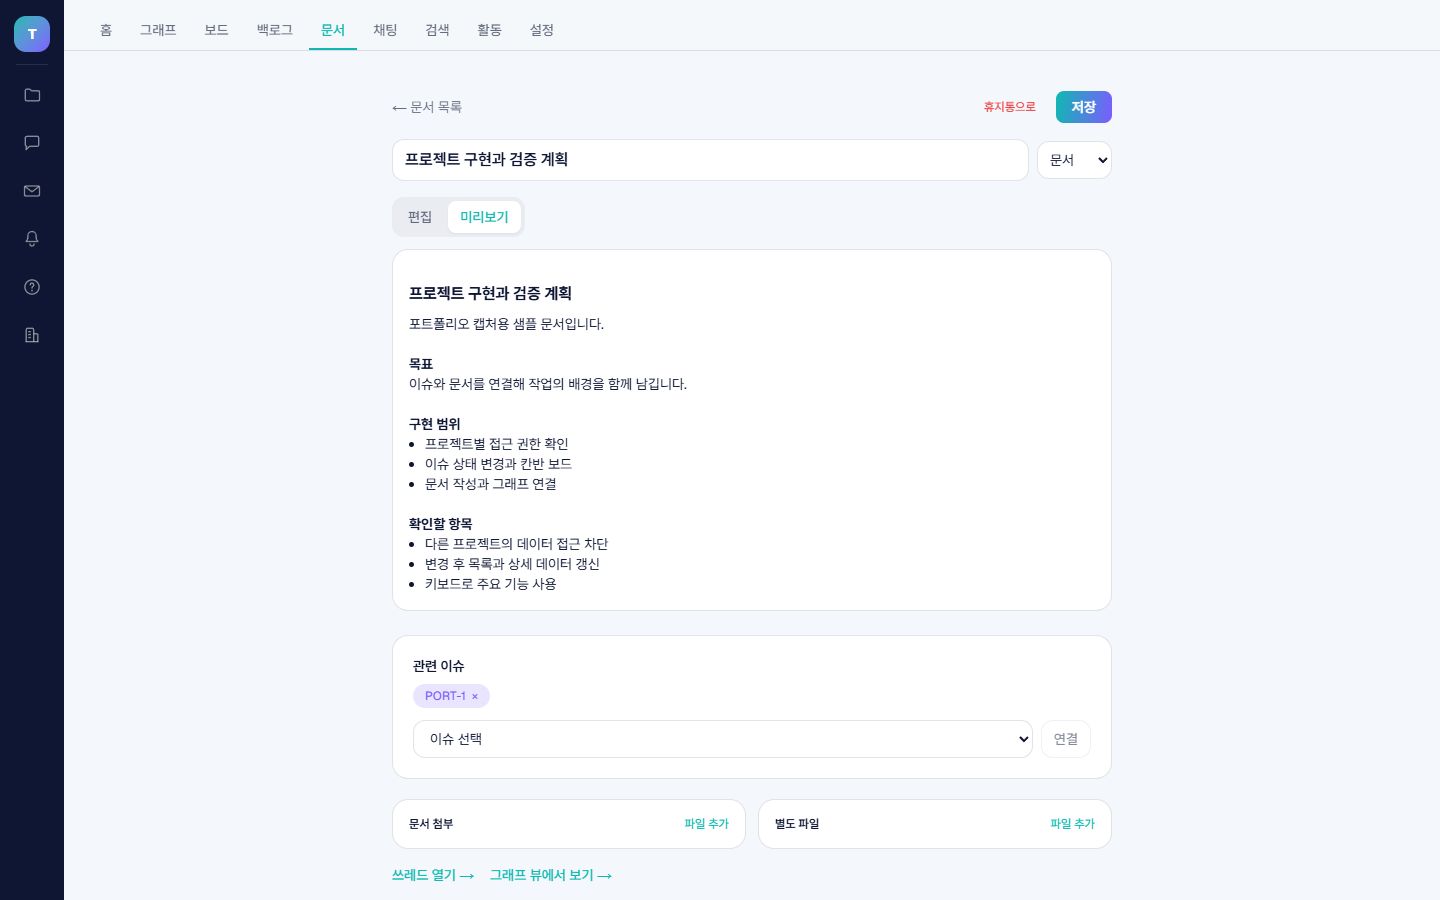 T
홈 그래프 보드 백로그 문서 채팅 검색 활동 설정
← 문서 목록 휴지통으로 저장
프로젝트 구현과 검증 계획 문서
편집 미리보기
프로젝트 구현과 검증 계획
포트폴리오 캡처용 샘플 문서입니다.
목표
이슈와 문서를 연결해 작업의 배경을 함께 남깁니다.
구현 범위
• 프로젝트별 접근 권한 확인
• 이슈 상태 변경과 칸반 보드
• 문서 작성과 그래프 연결
확인할 항목
• 다른 프로젝트의 데이터 접근 차단
• 변경 후 목록과 상세 데이터 갱신
• 키보드로 주요 기능 사용
관련 이슈
PORT-1 ×
이슈 선택 연결
문서 첨부 파일 추가 별도 파일 파일 추가
쓰레드 열기 → 그래프 뷰에서 보기 →